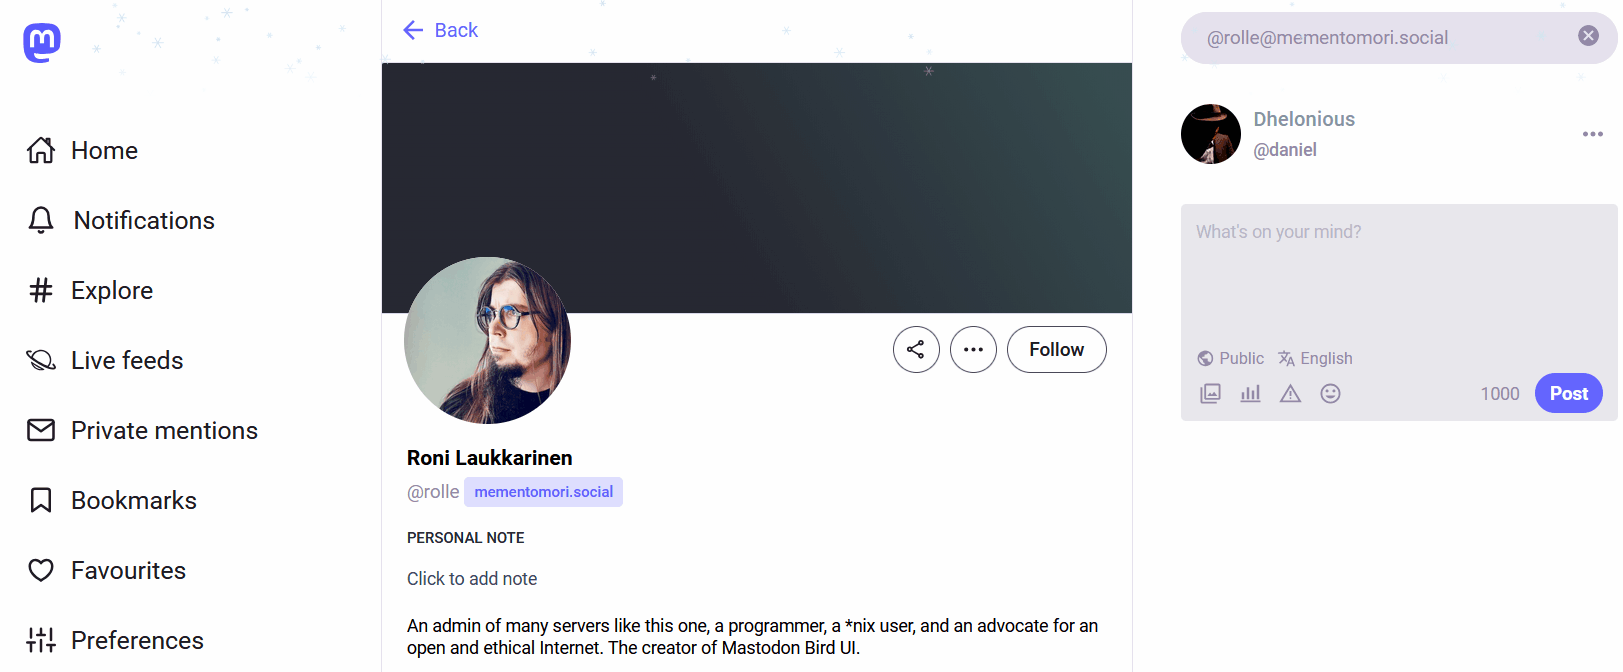 Home
Notifications
Explore
Live feeds
Private mentions
Bookmarks
Favourites
Preferences
Back
Follow
Roni Laukkarinen
@rolle mementomori.social
PERSONAL NOTE
Click to add note
An admin of many servers like this one, a programmer, a *nix user, and an advocate for an
open and ethical Internet. The creator of Mastodon Bird UI.
@rolle@mementomori.social
Dhelonious
@daniel
What's on your mind?
Public English
1000 Post